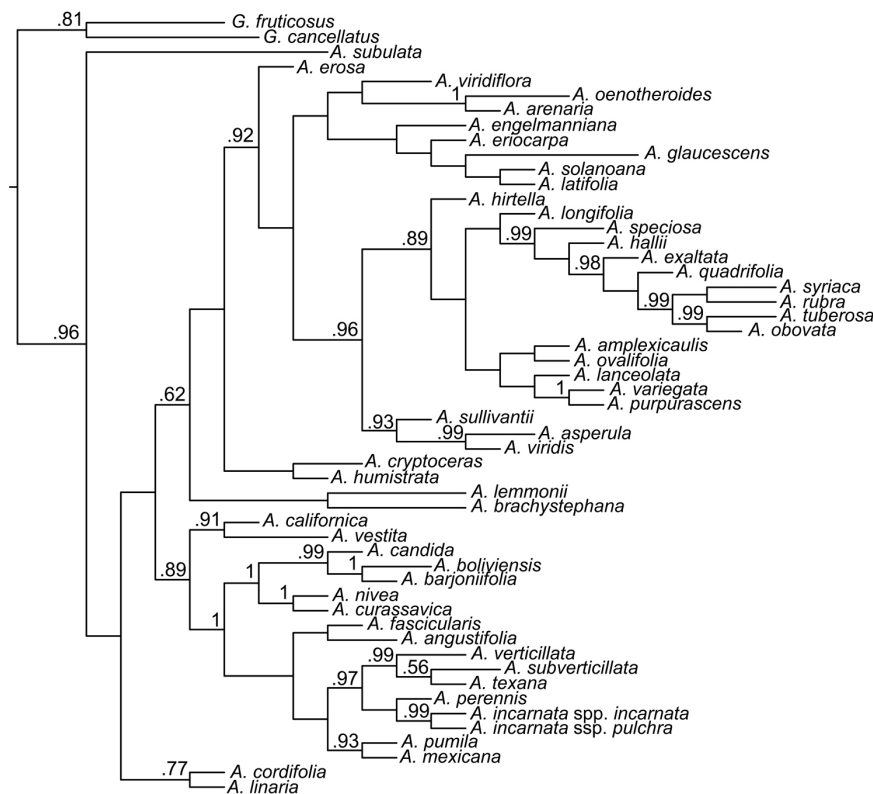 .81
G. fruticosus
G. cancellatus
A. subulata
A. erosa
A. viridiflora
1
A. oenotheroides
A. arenaria
.92
A. engelmanniana
A. eriocarpa
A. glaucescens
A. solanoana
A. latifolia
A. hirtella
A. longifolia
.99
A. speciosa
.89
A. hallii
.98
A. exaltata
A. quadrifolia
.99
A. syriaca
A. rubra
.99
A. tuberosa
A. obovata
.96
.96
A. amplexicaulis
A. ovalifolia
A. lanceolata
1
A. variegata
A. purpurascens
.62
.93
A. sullivantii
.99
A. asperula
A. viridis
A. cryptoceras
A. humistrata
A. lemmonii
A. brachystephana
.91
A. californica
A. vestita
.99
A. candida
.89
1
1
A. boliviensis
A. barjoniifolia
1
A. nivea
A. curassavica
1
A. fascicularis
A. angustifolia
.99
A. verticillata
.97
.56
A. subverticillata
A. texana
A. perennis
.99
A. incarnata spp. incarnata
A. incarnata ssp. pulchra
.93
A. pumila
A. mexicana
.77
A. cordifolia
A. linaria